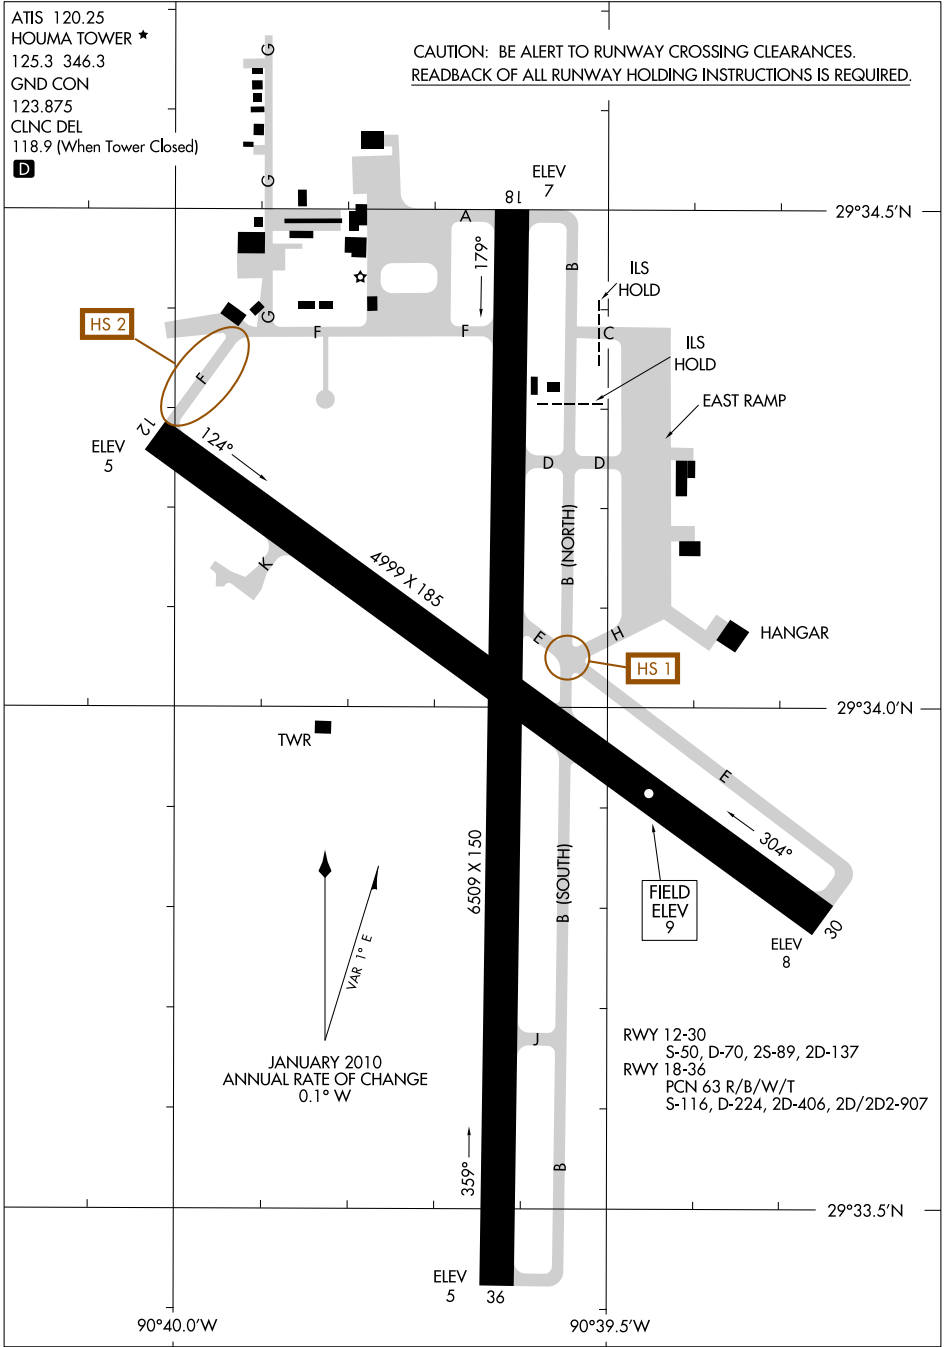 ATIS 120.25
HOUMA TOWER ★
125.3 346.3
GND CON
123.875
CLNC DEL
118.9 (When Tower Closed)
D
CAUTION: BE ALERT TO RUNWAY CROSSING CLEARANCES.
READBACK OF ALL RUNWAY HOLDING INSTRUCTIONS IS REQUIRED.
G
G
G
ELEV
7
18
A
29°34.5'N
179°
B
ILS
HOLD
HS 2
F
F
C
ILS
HOLD
F
EAST RAMP
12
ELEV
5
124°
D
D
B (NORTH)
K
4999 X 185
E
H
HANGAR
HS 1
29°34.0'N
TWR
E
304°
6509 X 150
B (SOUTH)
FIELD
ELEV
9
30
ELEV
8
VAR 1° E
J
RWY 12-30
S-50, D-70, 2S-89, 2D-137
RWY 18-36
PCN 63 R/B/W/T
S-116, D-224, 2D-406, 2D/2D2-907
JANUARY 2010
ANNUAL RATE OF CHANGE
0.1° W
359°
B
29°33.5'N
ELEV
5
36
90°40.0'W
90°39.5'W